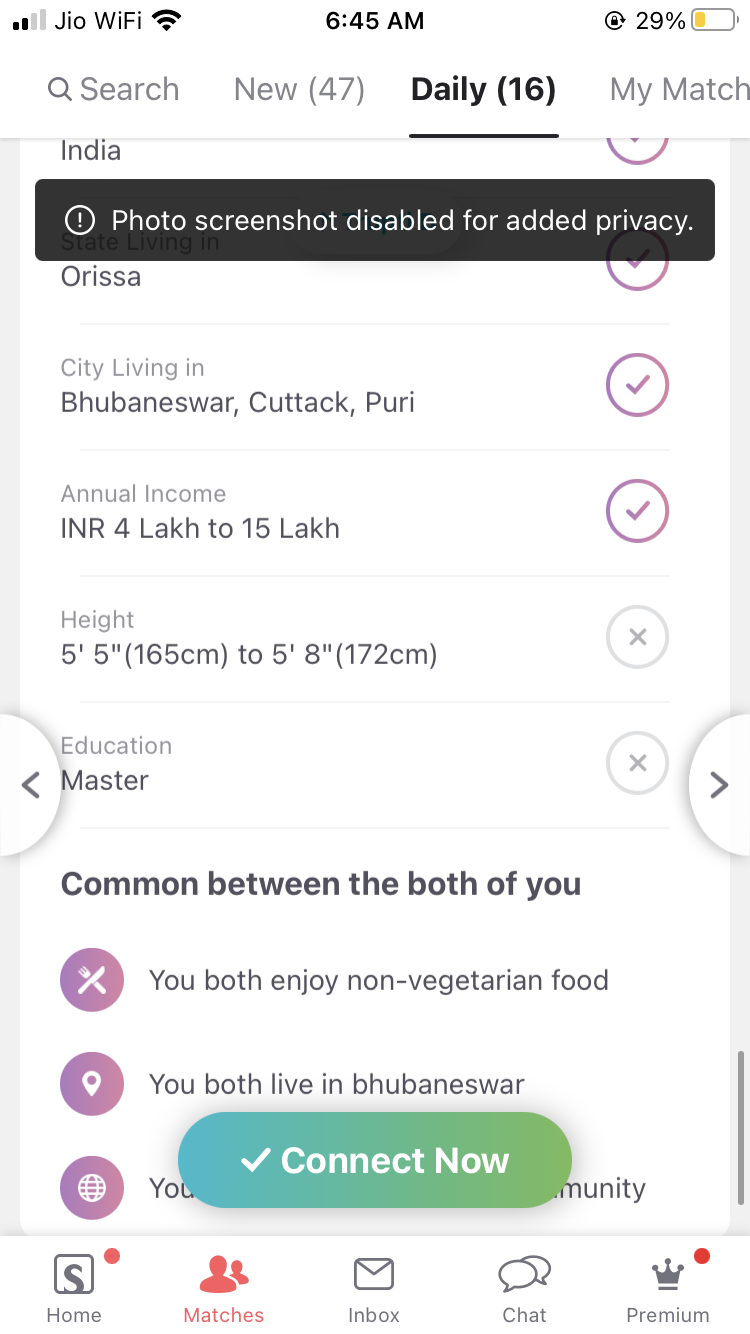 Jio WiFi 6:45 AM 29%
Search New (47) Daily (16) My Match
India
Photo screenshot disabled for added privacy.
State Living in
Orissa
City Living in
Bhubaneswar, Cuttack, Puri
Annual Income
INR 4 Lakh to 15 Lakh
Height
5' 5"(165cm) to 5' 8"(172cm)
Education
Master
Common between the both of you
You both enjoy non-vegetarian food
You both live in bhubaneswar
Connect Now
You munity
Home Matches Inbox Chat Premium